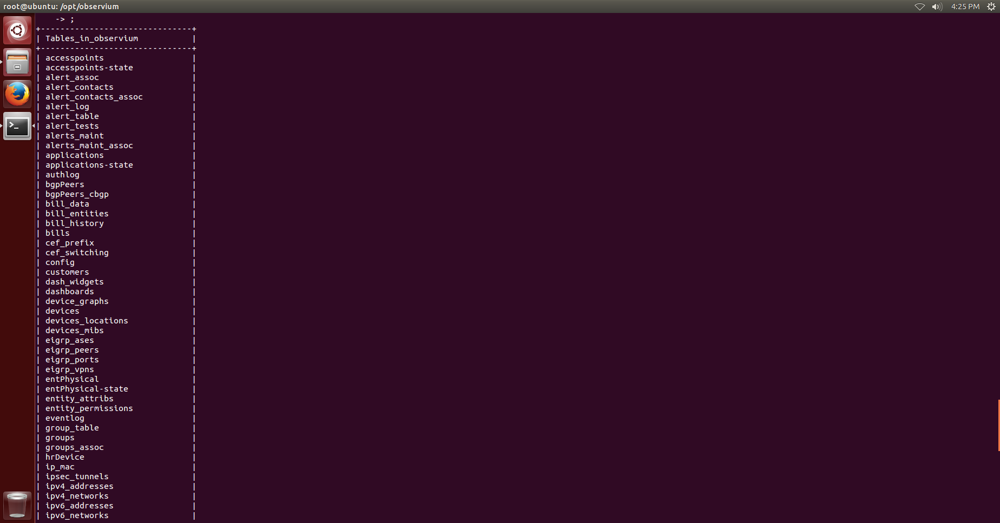 root@ubuntu: /opt/observium
4:25 PM
    -> ;
+-------------------------------+
| Tables_in_observium           |
+-------------------------------+
| accesspoints                  |
| accesspoints-state            |
| alert_assoc                   |
| alert_contacts                |
| alert_contacts_assoc          |
| alert_log                     |
| alert_table                   |
| alert_tests                   |
| alerts_maint                  |
| alerts_maint_assoc            |
| applications                  |
| applications-state            |
| authlog                       |
| bgpPeers                      |
| bgpPeers_cbgp                 |
| bill_data                     |
| bill_entities                 |
| bill_history                  |
| bills                         |
| cef_prefix                    |
| cef_switching                 |
| config                        |
| customers                     |
| dash_widgets                  |
| dashboards                    |
| device_graphs                 |
| devices                       |
| devices_locations             |
| devices_mibs                  |
| eigrp_ases                    |
| eigrp_peers                   |
| eigrp_ports                   |
| eigrp_vpns                    |
| entPhysical                   |
| entPhysical-state             |
| entity_attribs                |
| entity_permissions            |
| eventlog                      |
| group_table                   |
| groups                        |
| groups_assoc                  |
| hrDevice                      |
| ip_mac                        |
| ipsec_tunnels                 |
| ipv4_addresses                |
| ipv4_networks                 |
| ipv6_addresses                |
| ipv6_networks                 |